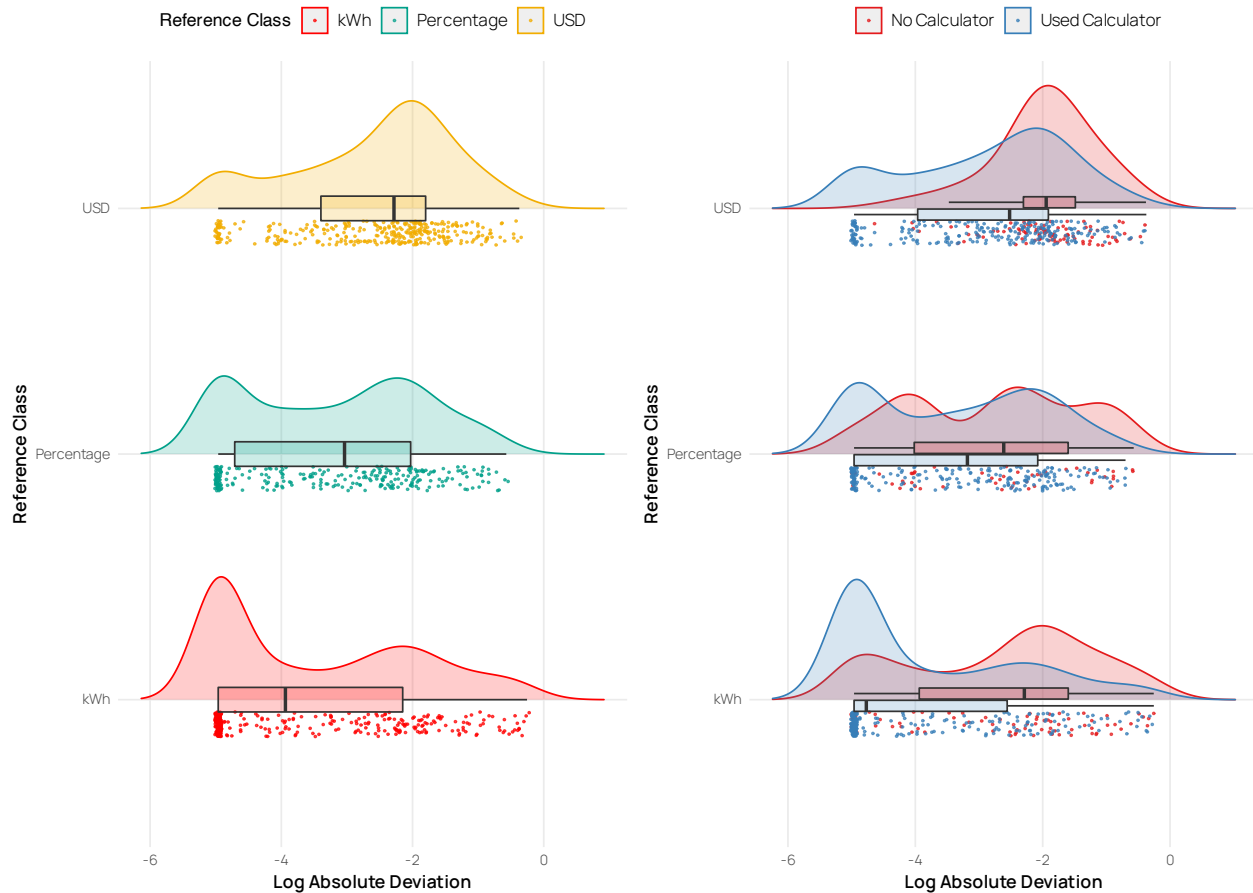 Reference Class kWh Percentage USD
No Calculator Used Calculator
Reference Class
USD
Percentage
kWh
-6 -4 -2 0
Log Absolute Deviation
Reference Class
USD
Percentage
kWh
-6 -4 -2 0
Log Absolute Deviation